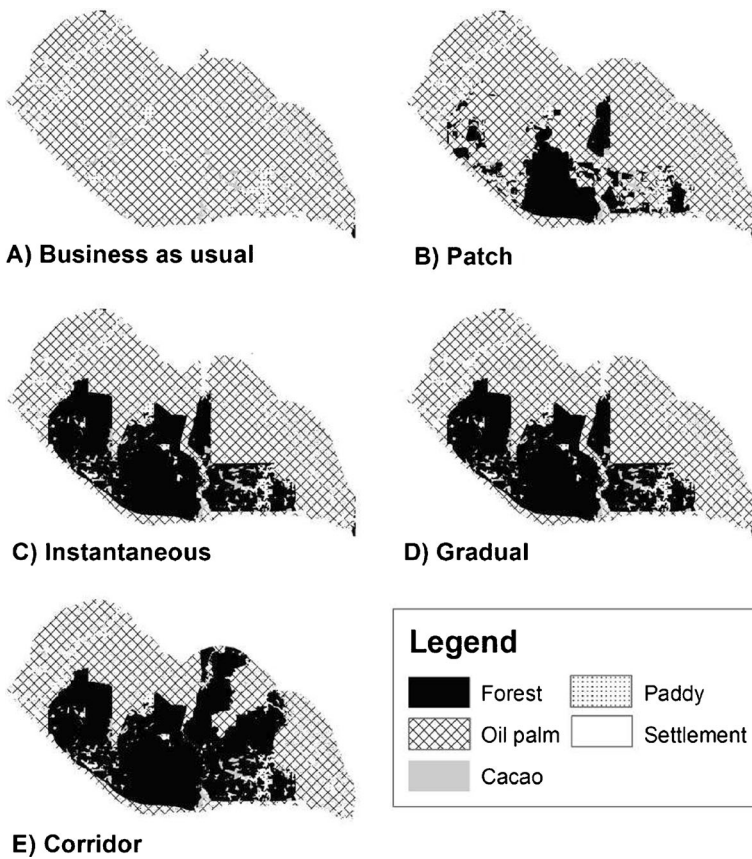 A) Business as usual
B) Patch
C) Instantaneous
D) Gradual
E) Corridor
Legend
Forest
Paddy
Oil palm
Settlement
Cacao